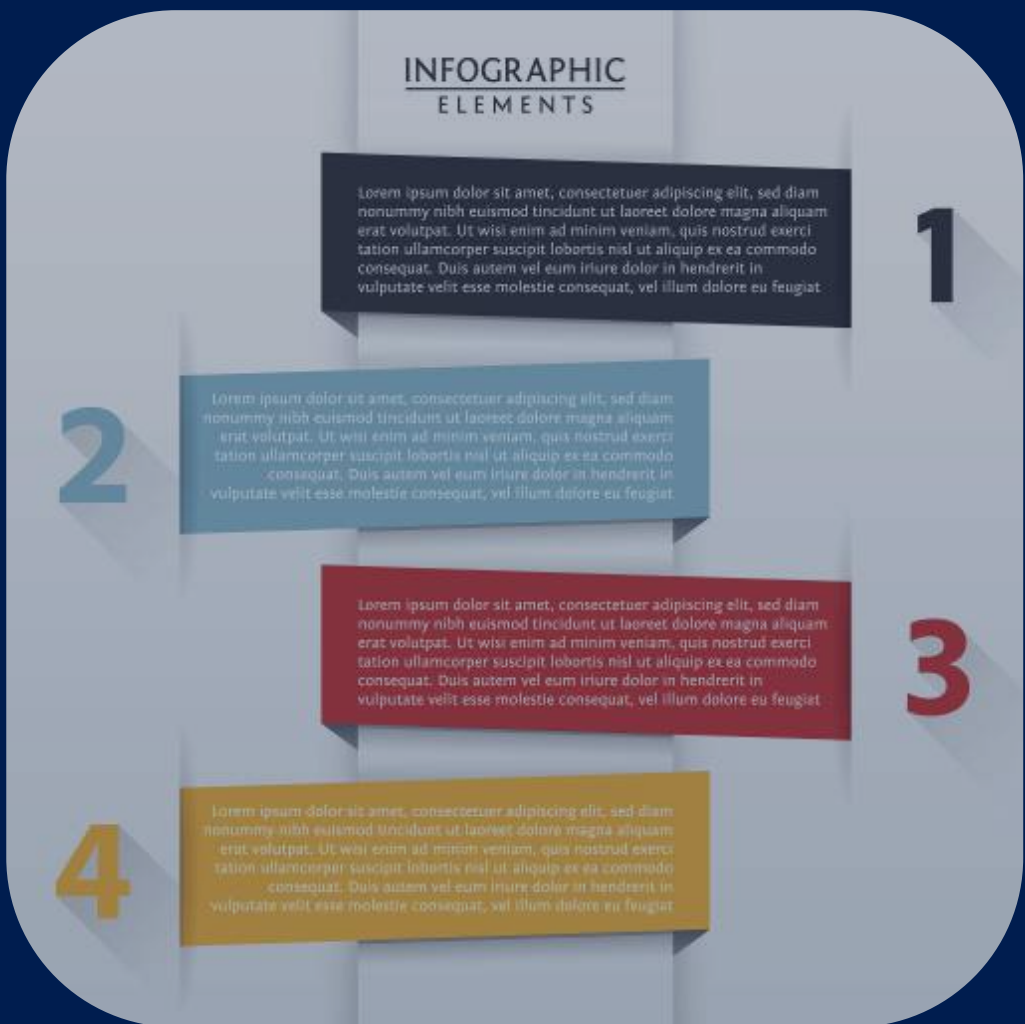 INFOGRAPHIC
ELEMENTS
Lorem ipsum dolor sit amet, consectetuer adipiscing elit, sed diam
nonummy nibh euismod tincidunt ut laoreet dolore magna aliquam
erat volutpat. Ut wisi enim ad minim veniam, quis nostrud exerci
tation ullamcorper suscipit lobortis nisl ut aliquip ex ea commodo
consequat. Duis autem vel eum iriure dolor in hendrerit in
vulputate velit esse molestie consequat, vel illum dolore eu feugiat
1
2
Lorem ipsum dolor sit amet, consectetuer adipiscing elit, sed diam
nonummy nibh euismod tincidunt ut laoreet dolore magna aliquam
erat volutpat. Ut wisi enim ad minim veniam, quis nostrud exerci
tation ullamcorper suscipit lobortis nisl ut aliquip ex ea commodo
consequat. Duis autem vel eum iriure dolor in hendrerit in
vulputate velit esse molestie consequat, vel illum dolore eu feugiat
Lorem ipsum dolor sit amet, consectetuer adipiscing elit, sed diam
nonummy nibh euismod tincidunt ut laoreet dolore magna aliquam
erat volutpat. Ut wisi enim ad minim veniam, quis nostrud exerci
tation ullamcorper suscipit lobortis nisl ut aliquip ex ea commodo
consequat. Duis autem vel eum iriure dolor in hendrerit in
vulputate velit esse molestie consequat, vel illum dolore eu feugiat
3
4
Lorem ipsum dolor sit amet, consectetuer adipiscing elit, sed diam
nonummy nibh euismod tincidunt ut laoreet dolore magna aliquam
erat volutpat. Ut wisi enim ad minim veniam, quis nostrud exerci
tation ullamcorper suscipit lobortis nisl ut aliquip ex ea commodo
consequat. Duis autem vel eum iriure dolor in hendrerit in
vulputate velit esse molestie consequat, vel illum dolore eu feugiat